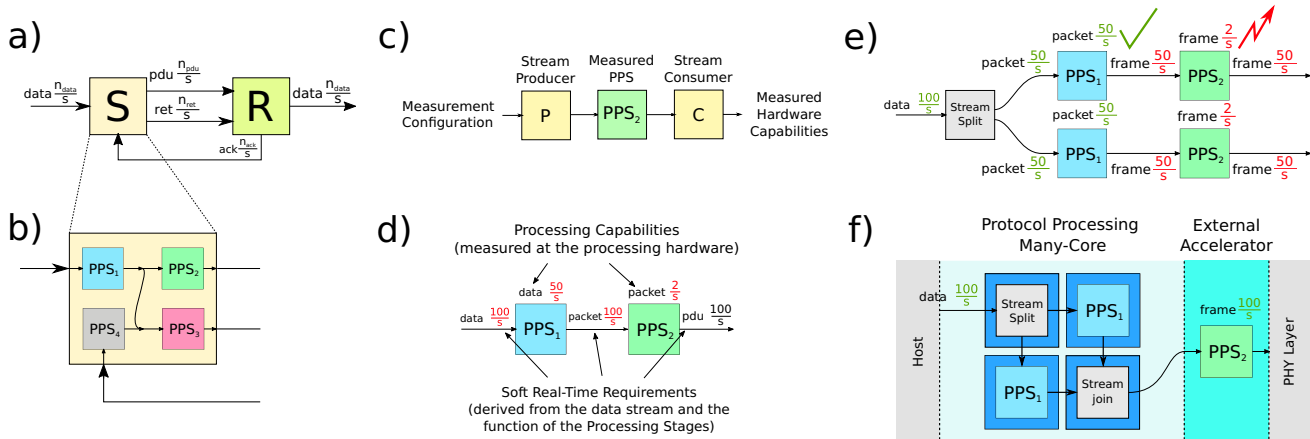 a)
data n_data/s
S
pdu n_pdu/s
ret n_ret/s
R
data n_data/s
ack n_ack/s
b)
PPS1
PPS2
PPS4
PPS3
c)
Stream Producer
Measured PPS
Stream Consumer
Measurement Configuration
P
PPS2
C
Measured Hardware Capabilities
d)
Processing Capabilities
(measured at the processing hardware)
data 50/s
packet 2/s
data 100/s
PPS1
packet 100/s
PPS2
pdu 100/s
Soft Real-Time Requirements
(derived from the data stream and the
function of the Processing Stages)
e)
packet 50/s
frame 2/s
packet 50/s
PPS1
frame 50/s
PPS2
frame 50/s
data 100/s
Stream Split
packet 50/s
frame 2/s
packet 50/s
PPS1
frame 50/s
PPS2
frame 50/s
f)
Protocol Processing
Many-Core
External
Accelerator
Host
data 100/s
Stream Split
PPS1
PPS1
Stream join
frame 100/s
PPS2
PHY Layer